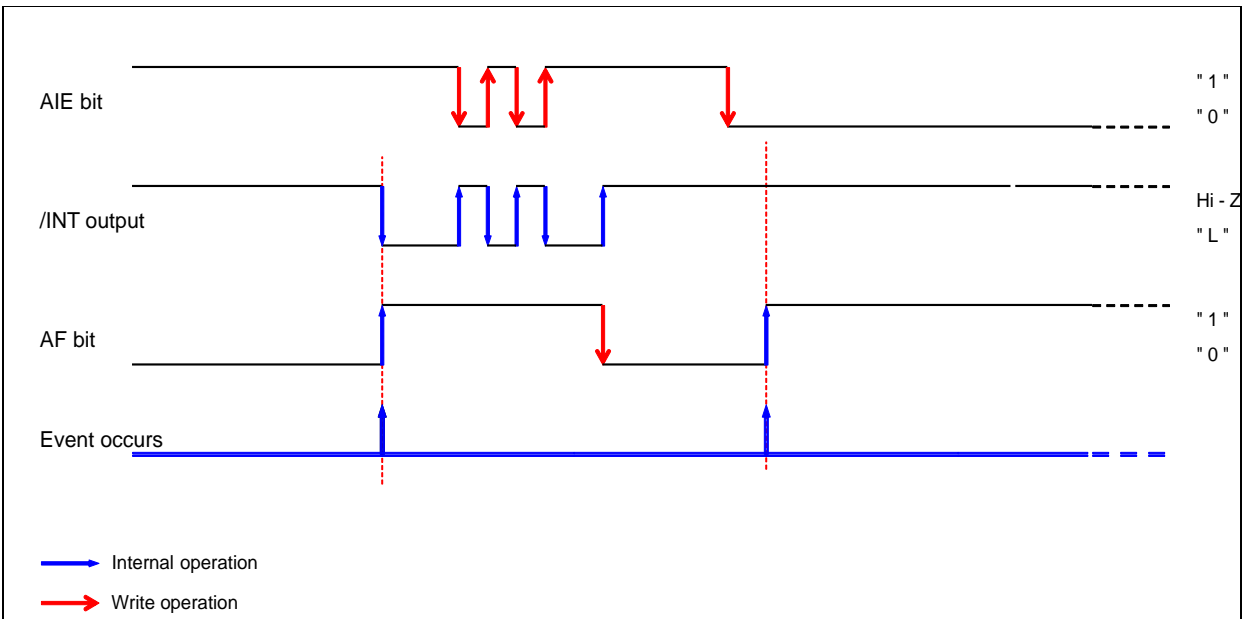 AIE bit
" 1 "
" 0 "
/INT output
Hi - Z
" L "
AF bit
" 1 "
" 0 "
Event occurs
Internal operation
Write operation